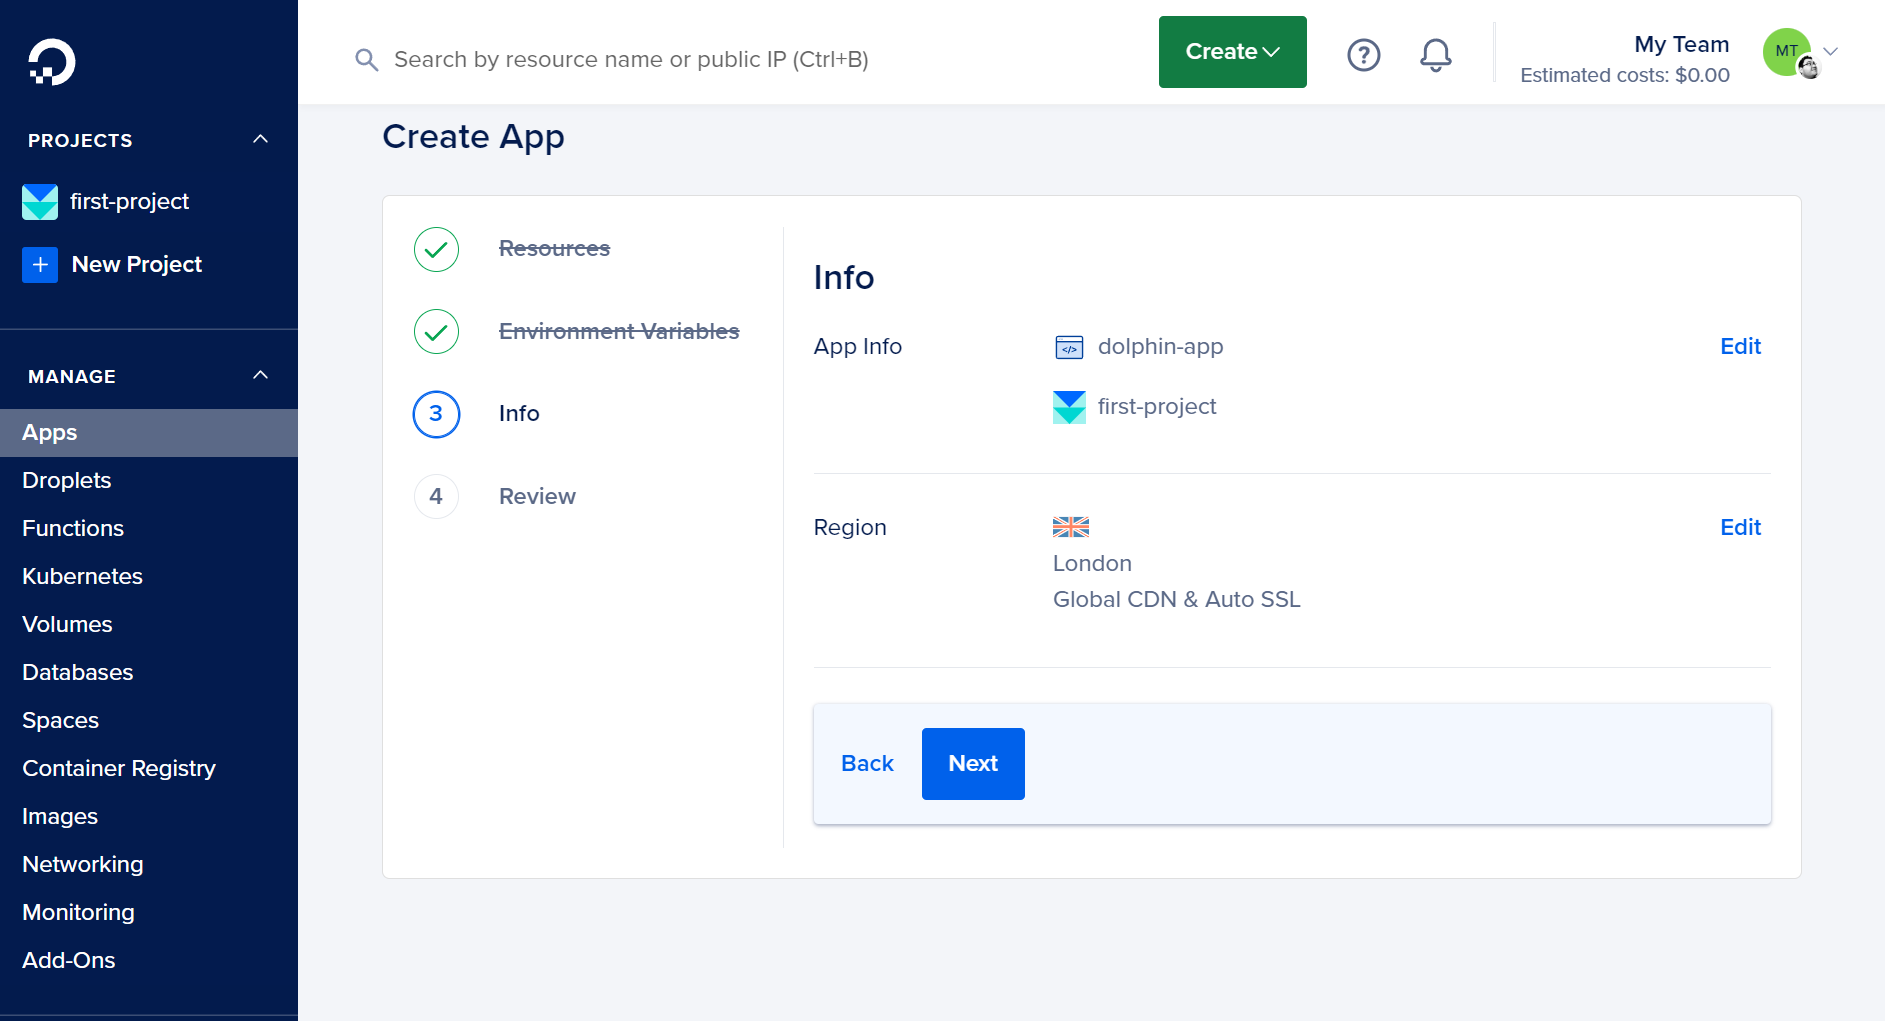 Search by resource name or public IP (Ctrl+B)
Create
?
My Team
Estimated costs: $0.00
MT
PROJECTS
first-project
+ New Project
MANAGE
Apps
Droplets
Functions
Kubernetes
Volumes
Databases
Spaces
Container Registry
Images
Networking
Monitoring
Add-Ons
Create App
Resources
Environment Variables
3 Info
4 Review
Info
App Info
</> dolphin-app
Edit
first-project
Region
Edit
London
Global CDN & Auto SSL
Back
Next